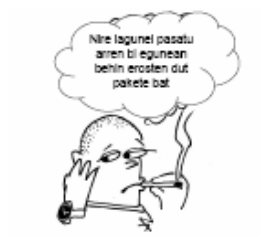 Nire lagunei pasatu
arren bi egunean
behin erosten dut
pakete bat